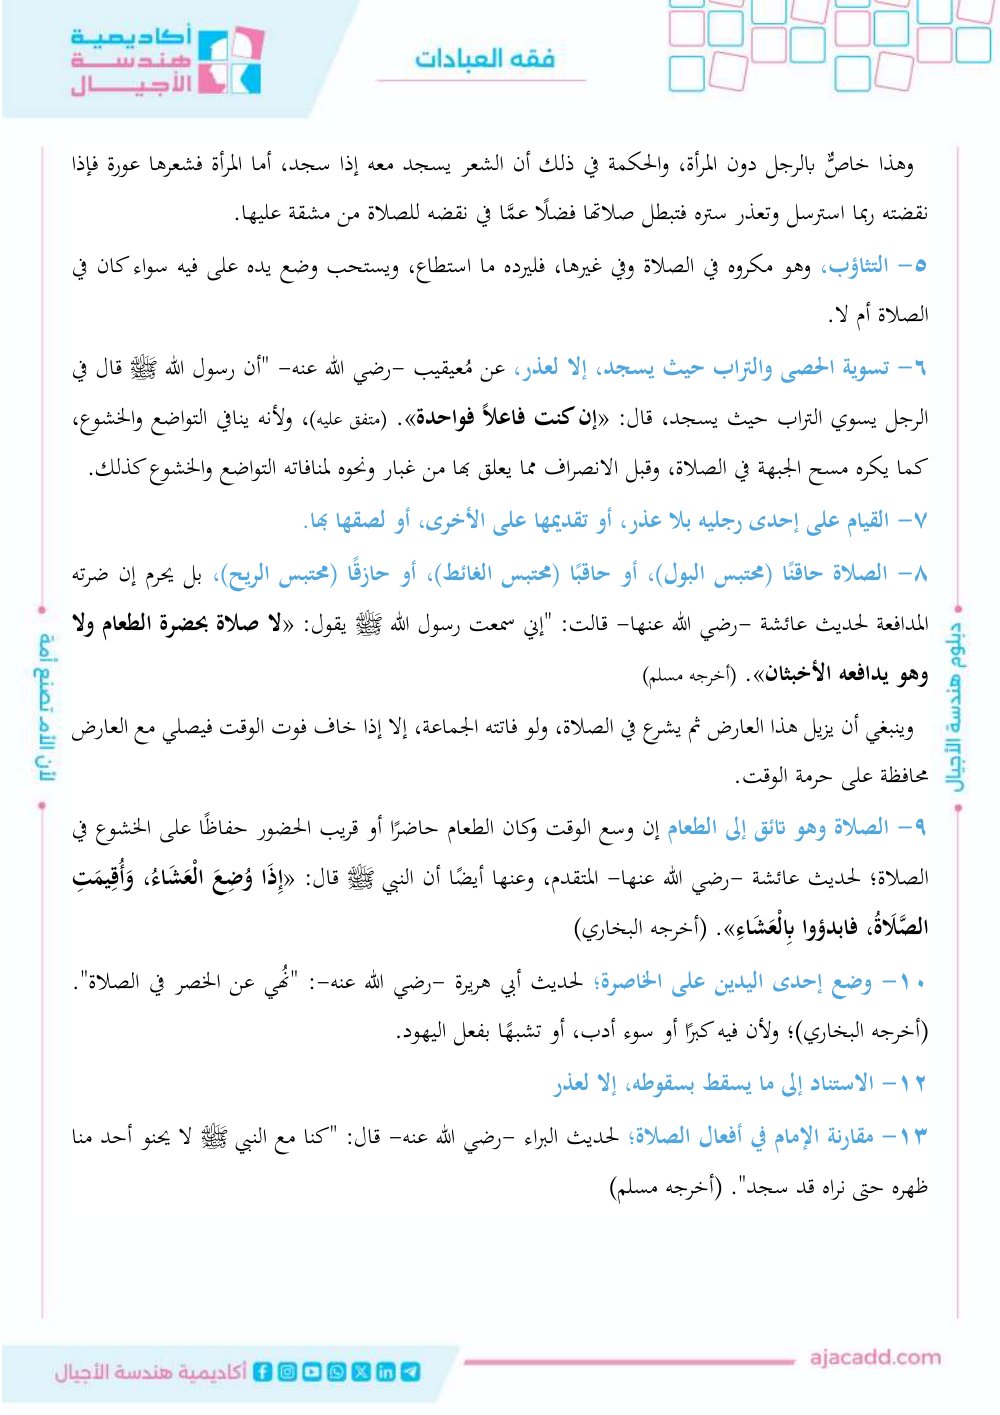 أكاديمية
هندسة
الأجيال
فقه العبادات
وهذا خاصٌّ بالرجل دون المرأة، والحكمة في ذلك أن الشعر يسجد معه إذا سجد، أما المرأة فشعرها عورة فإذا
نقضته ربما استرسل وتعذر ستره فتبطل صلاتها فضلًا عمَّا في نقضه للصلاة من مشقة عليها.
٥- التثاؤب، وهو مكروه في الصلاة وفي غيرها، فليرده ما استطاع، ويستحب وضع يده على فيه سواء كان في
الصلاة أم لا.
٦- تسوية الحصى والتراب حيث يسجد، إلا لعذر، عن مُعيقيب -رضي الله عنه- "أن رسول الله ﷺ قال في
الرجل يسوي التراب حيث يسجد، قال: «إن كنت فاعلاً فواحدة». (متفق عليه)، ولأنه ينافي التواضع والخشوع،
كما يكره مسح الجبهة في الصلاة، وقبل الانصراف مما يعلق بها من غبار ونحوه لمنافاته التواضع والخشوع كذلك.
٧- القيام على إحدى رجليه بلا عذر، أو تقديمها على الأخرى، أو لصقها بها.
٨- الصلاة حاقنًا (محتبس البول)، أو حاقبًا (محتبس الغائط)، أو حازقًا (محتبس الريح)، بل يحرم إن ضرته
المدافعة لحديث عائشة -رضي الله عنها- قالت: "إني سمعت رسول الله ﷺ يقول: «لا صلاة بحضرة الطعام ولا
وهو يدافعه الأخبثان». (أخرجه مسلم)
وينبغي أن يزيل هذا العارض ثم يشرع في الصلاة، ولو فاتته الجماعة، إلا إذا خاف فوت الوقت فيصلي مع العارض
محافظة على حرمة الوقت.
٩- الصلاة وهو تائق إلى الطعام إن وسع الوقت وكان الطعام حاضرًا أو قريب الحضور حفاظًا على الخشوع في
الصلاة؛ لحديث عائشة -رضي الله عنها- المتقدم، وعنها أيضًا أن النبي ﷺ قال: «إِذَا وُضِعَ الْعَشَاءُ، وَأُقِيمَتِ
الصَّلَاةُ، فابدؤوا بِالْعَشَاءِ». (أخرجه البخاري)
١٠- وضع إحدى اليدين على الخاصرة؛ لحديث أبي هريرة -رضي الله عنه-: "نُهي عن الخصر في الصلاة".
(أخرجه البخاري)؛ ولأن فيه كبرًا أو سوء أدب، أو تشبهًا بفعل اليهود.
١٢- الاستناد إلى ما يسقط بسقوطه، إلا لعذر
١٣- مقارنة الإمام في أفعال الصلاة؛ لحديث البراء -رضي الله عنه- قال: "كنا مع النبي ﷺ لا يحنو أحد منا
ظهره حتى نراه قد سجد". (أخرجه مسلم)
دبلوم هندسة الأجيال
لأن الأم تصنع أمة
أكاديمية هندسة الأجيال
ajacadd.com